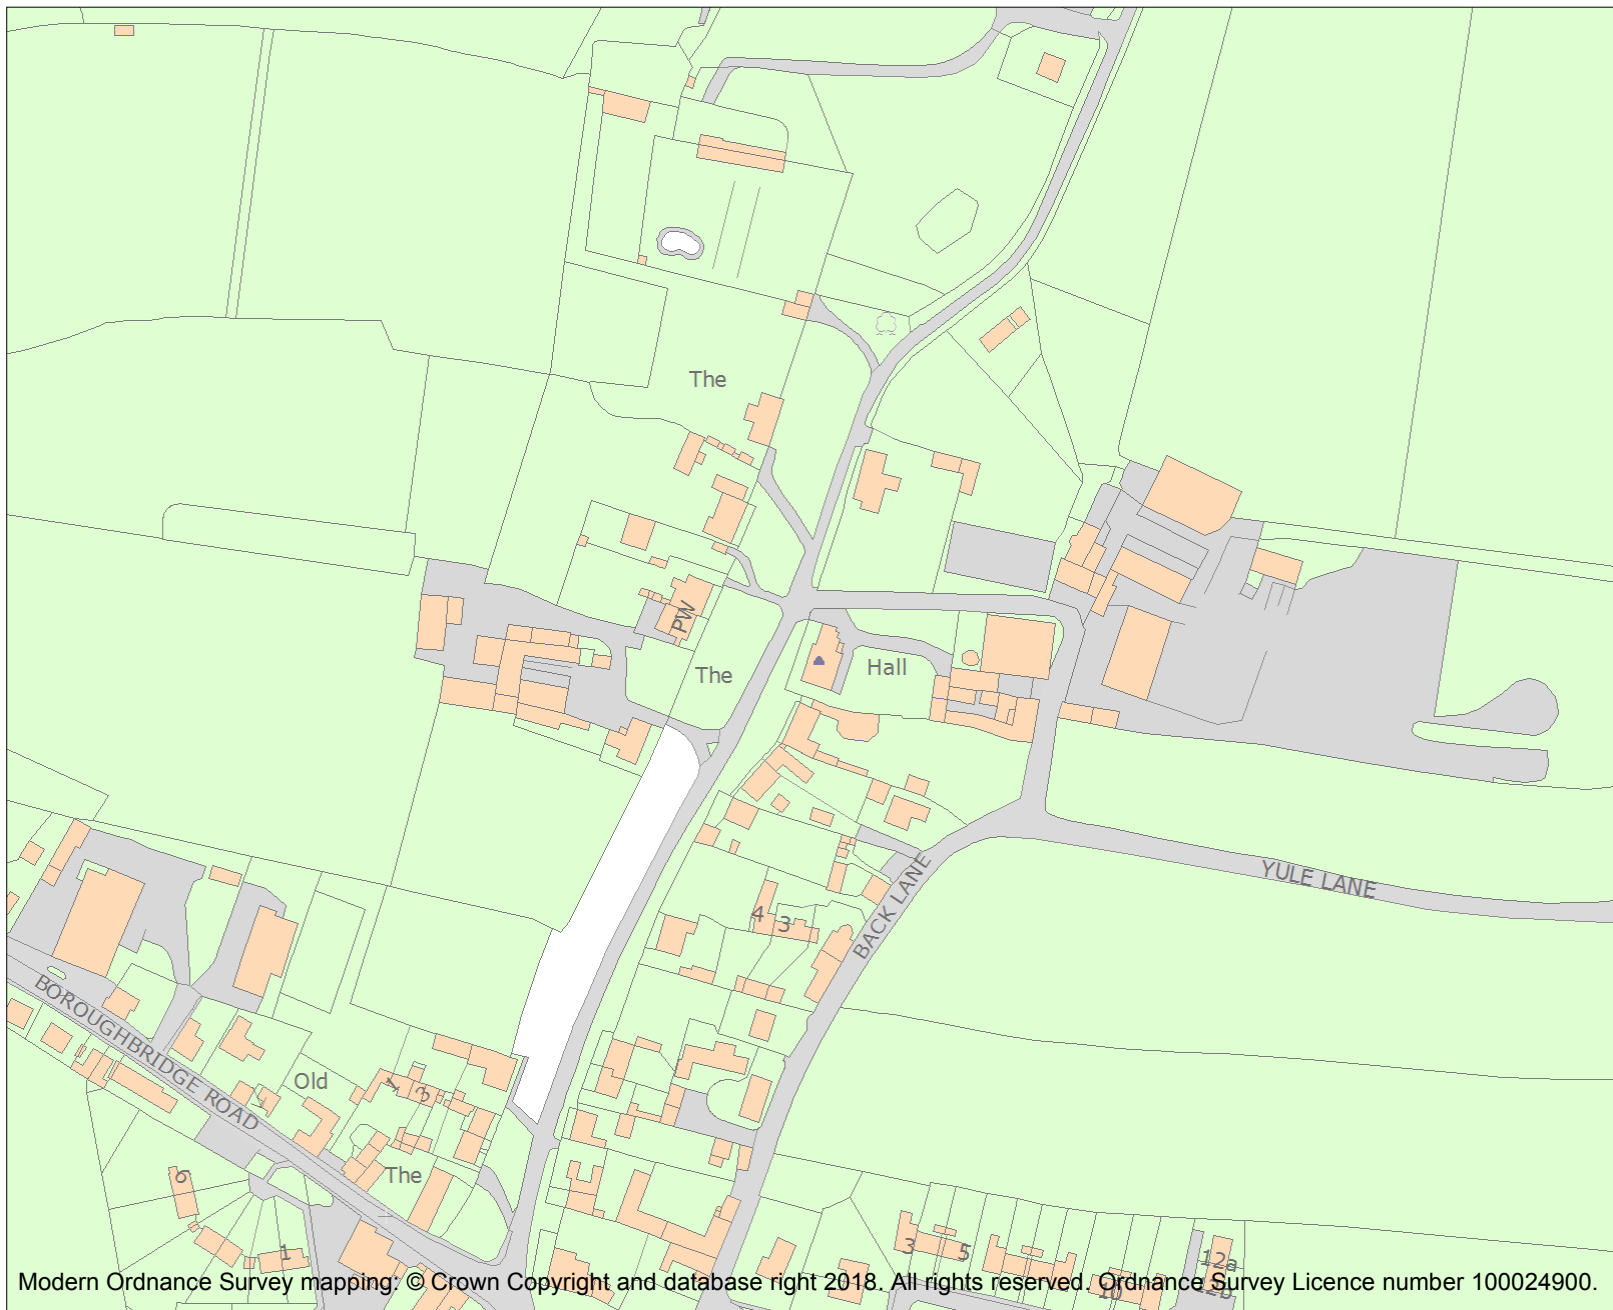 The
PW
The
Hall
YULE LANE
BACK LANE
4
3
BOROUGHBRIDGE ROAD
Old
1
3
The
6
1
3
5
12a
10
12b
Modern Ordnance Survey mapping: © Crown Copyright and database right 2018. All rights reserved. Ordnance Survey Licence number 100024900.